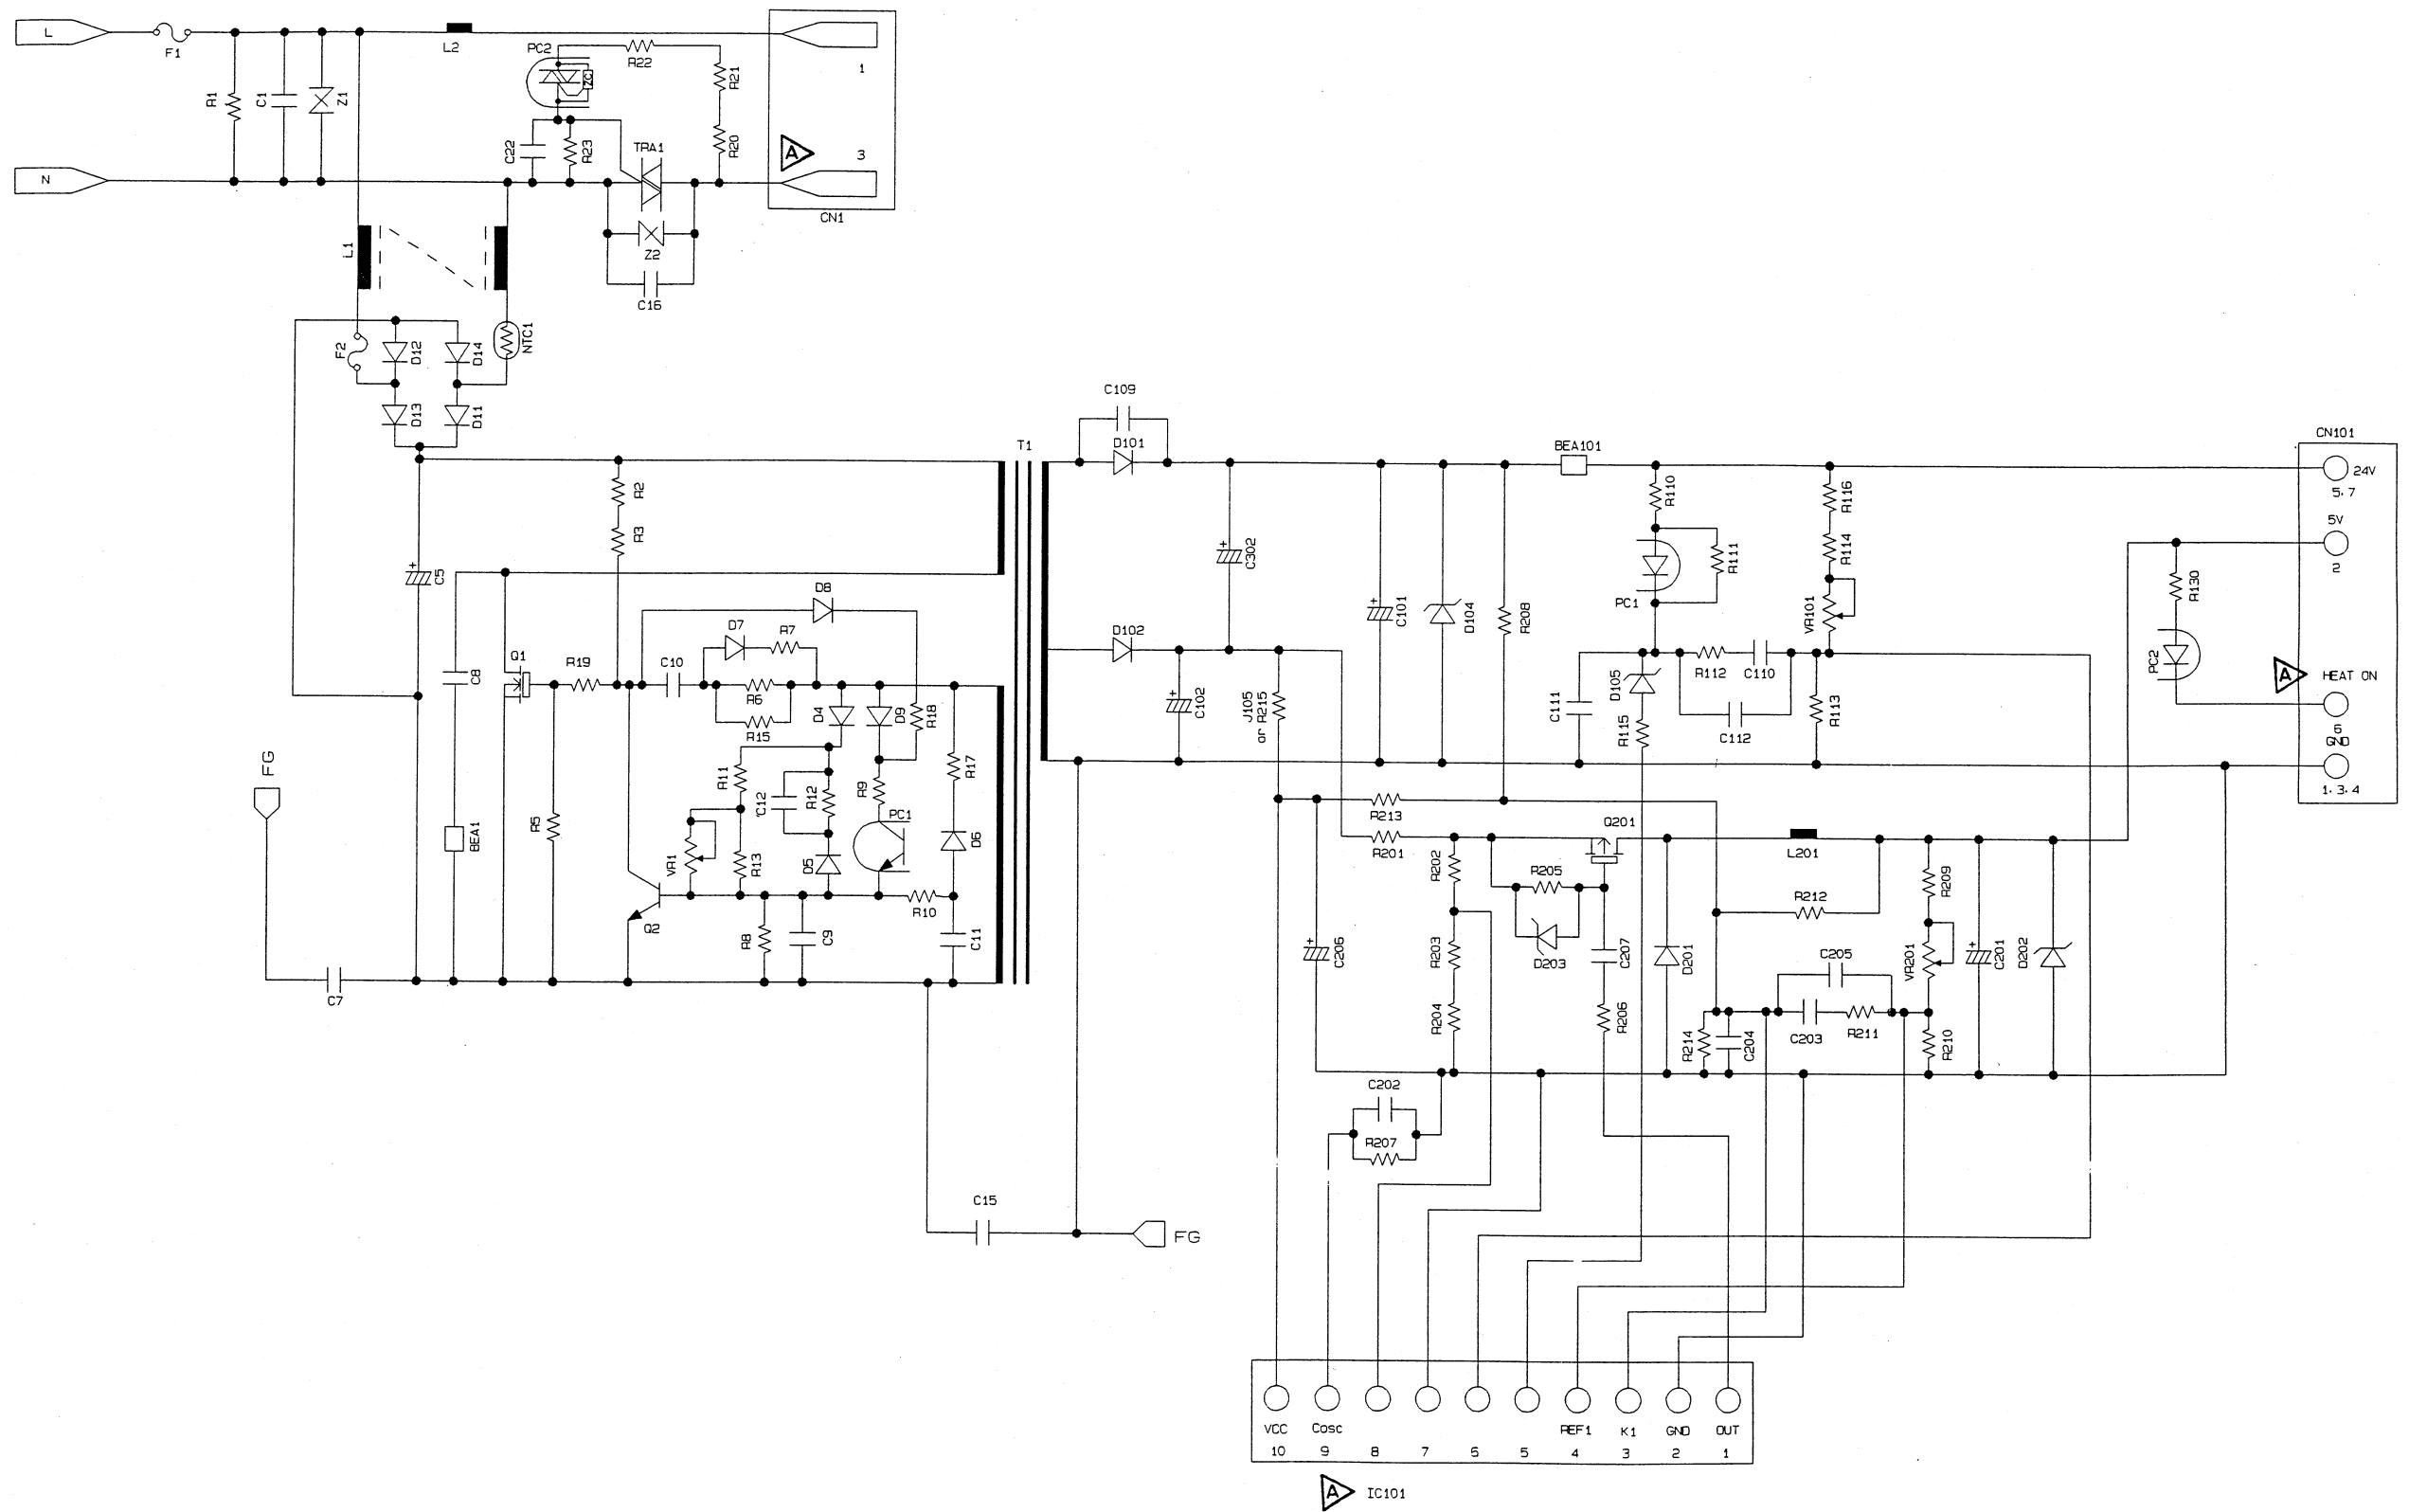 L
F1
L2
PC2
R22
ZC
R21
1
R1
C1
Z1
C22
R23
TRA1
R20
A
3
N
CN1
Z2
C16
L1
NTC1
F2
D12
D14
D13
D11
C109
D101
T1
BEA101
CN101
24V
5, 7
R2
R3
R110
R116
5V
2
C5
C302
R111
R114
PC1
R130
D8
C101
D104
R208
VR101
D102
D7
R7
Q1
R19
C10
C8
R6
D4
D9
R18
R15
C102
J105
or R215
C111
D105
R112
C110
R115
C112
R113
PC2
A
HEAT ON
6
GND
1, 3, 4
FG
R11
C12
R12
R9
R17
PC1
R213
Q201
R5
BEA1
VR1
R13
D5
D6
R201
L201
R202
R205
R212
R209
R10
Q2
R8
C9
C11
C206
R203
D203
C207
D201
C205
VR201
C201
D202
C7
R204
R206
R214
C204
C203
R211
R210
C202
R207
C15
FG
VCC
Cosc
REF1
K1
GND
OUT
10
9
8
7
6
5
4
3
2
1
A
IC101